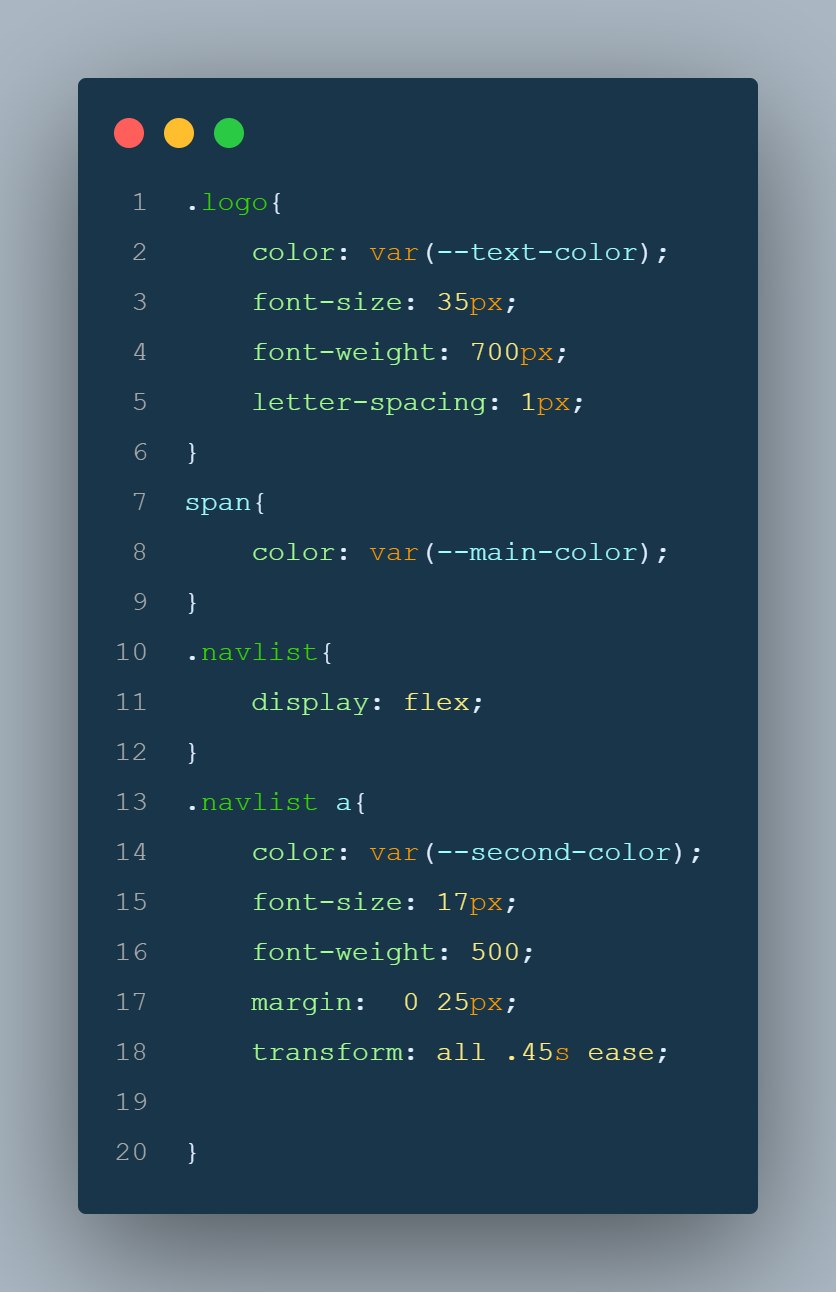 1 .logo{
2     color: var(--text-color);
3     font-size: 35px;
4     font-weight: 700px;
5     letter-spacing: 1px;
6 }
7 span{
8     color: var(--main-color);
9 }
10 .navlist{
11     display: flex;
12 }
13 .navlist a{
14     color: var(--second-color);
15     font-size: 17px;
16     font-weight: 500;
17     margin:  0 25px;
18     transform: all .45s ease;
19
20 }